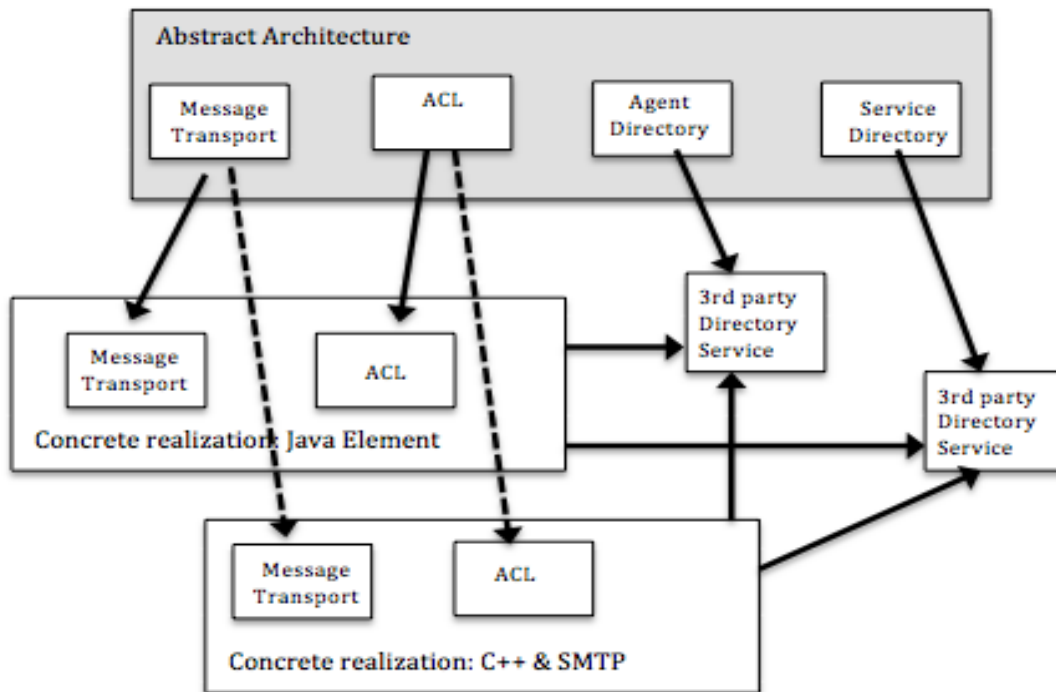 Abstract Architecture
Message
Transport
ACL
Agent
Directory
Service
Directory
3rd party
Directory
Service
Message
Transport
ACL
Concrete realization: Java Element
3rd party
Directory
Service
Message
Transport
ACL
Concrete realization: C++ & SMTP